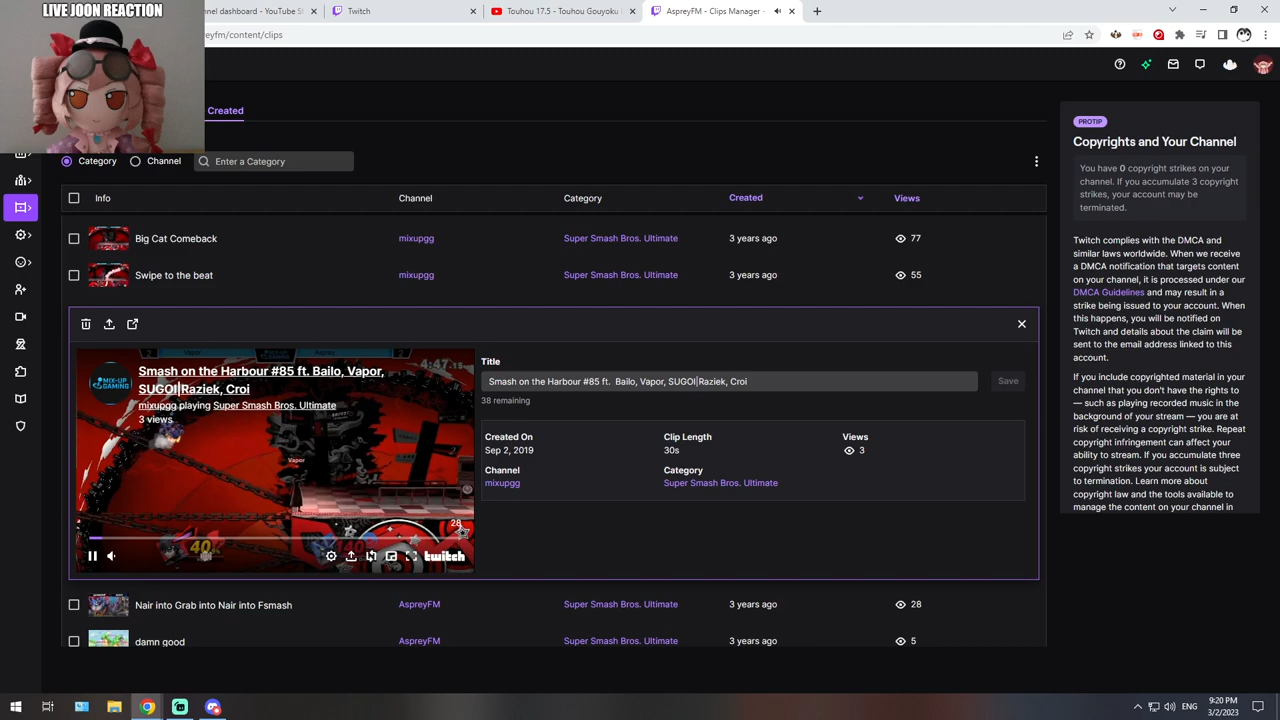 LIVE JOON REACTION
nnel dashboard - YouTube St
Twitch
Touhou 17.5 - Touhou Gouyoku I
AspreyFM - Clips Manager -
eyfm/content/clips
Created
Category
Channel
Enter a Category
Info
Channel
Category
Created
Views
Big Cat Comeback
mixupgg
Super Smash Bros. Ultimate
3 years ago
77
Swipe to the beat
mixupgg
Super Smash Bros. Ultimate
3 years ago
55
MIX-UP
GAMING
Smash on the Harbour #85 ft. Bailo, Vapor,
SUGOI|Raziek, Croi
mixupgg playing Super Smash Bros. Ultimate
3 views
2
Vapor
Asprey
2
4:47.13
Vapor
28
40
twitch
Title
Smash on the Harbour #85 ft.  Bailo, Vapor, SUGOI|Raziek, Croi
Save
38 remaining
Created On
Sep 2, 2019
Clip Length
30s
Views
3
Channel
mixupgg
Category
Super Smash Bros. Ultimate
Nair into Grab into Nair into Fsmash
AspreyFM
Super Smash Bros. Ultimate
3 years ago
28
damn good
AspreyFM
Super Smash Bros. Ultimate
3 years ago
5
PROTIP
Copyrights and Your Channel
You have 0 copyright strikes on
your channel. If you accumulate 3 copyright
strikes, your account may be
terminated.
Twitch complies with the DMCA and
similar laws worldwide. When we receive
a DMCA notification that targets content
on your channel, it is processed under our
DMCA Guidelines and may result in a
strike being issued to your account. When
this happens, you will be notified on
Twitch and details about the claim will be
sent to the email address linked to this
account.
If you include copyrighted material in your
channel that you don't have the rights to
— such as playing recorded music in the
background of your stream — you are at
risk of receiving a copyright strike. Repeat
copyright infringement can affect your
ability to stream. If you accumulate three
copyright strikes your account is subject
to termination. Learn more about
copyright law and the tools available to
manage the content on your channel in
ENG
9:20 PM
3/2/2023